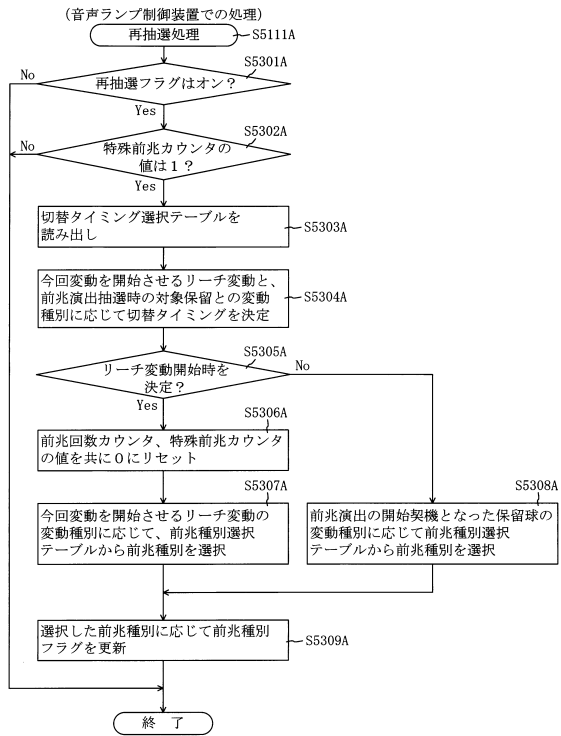 （音声ランプ制御装置での処理）
再抽選処理
S5111A
S5301A
再抽選フラグはオン？
No
Yes
S5302A
特殊前兆カウンタの
値は１？
No
Yes
切替タイミング選択テーブルを
読み出し
S5303A
今回変動を開始させるリーチ変動と、
前兆演出抽選時の対象保留との変動
種別に応じて切替タイミングを決定
S5304A
S5305A
リーチ変動開始時を
決定？
No
Yes
S5306A
前兆回数カウンタ、特殊前兆カウンタ
の値を共に０にリセット
S5307A
今回変動を開始させるリーチ変動の
変動種別に応じて、前兆種別選択
テーブルから前兆種別を選択
S5308A
前兆演出の開始契機となった保留球の
変動種別に応じて前兆種別選択
テーブルから前兆種別を選択
選択した前兆種別に応じて前兆種別
フラグを更新
S5309A
終　了